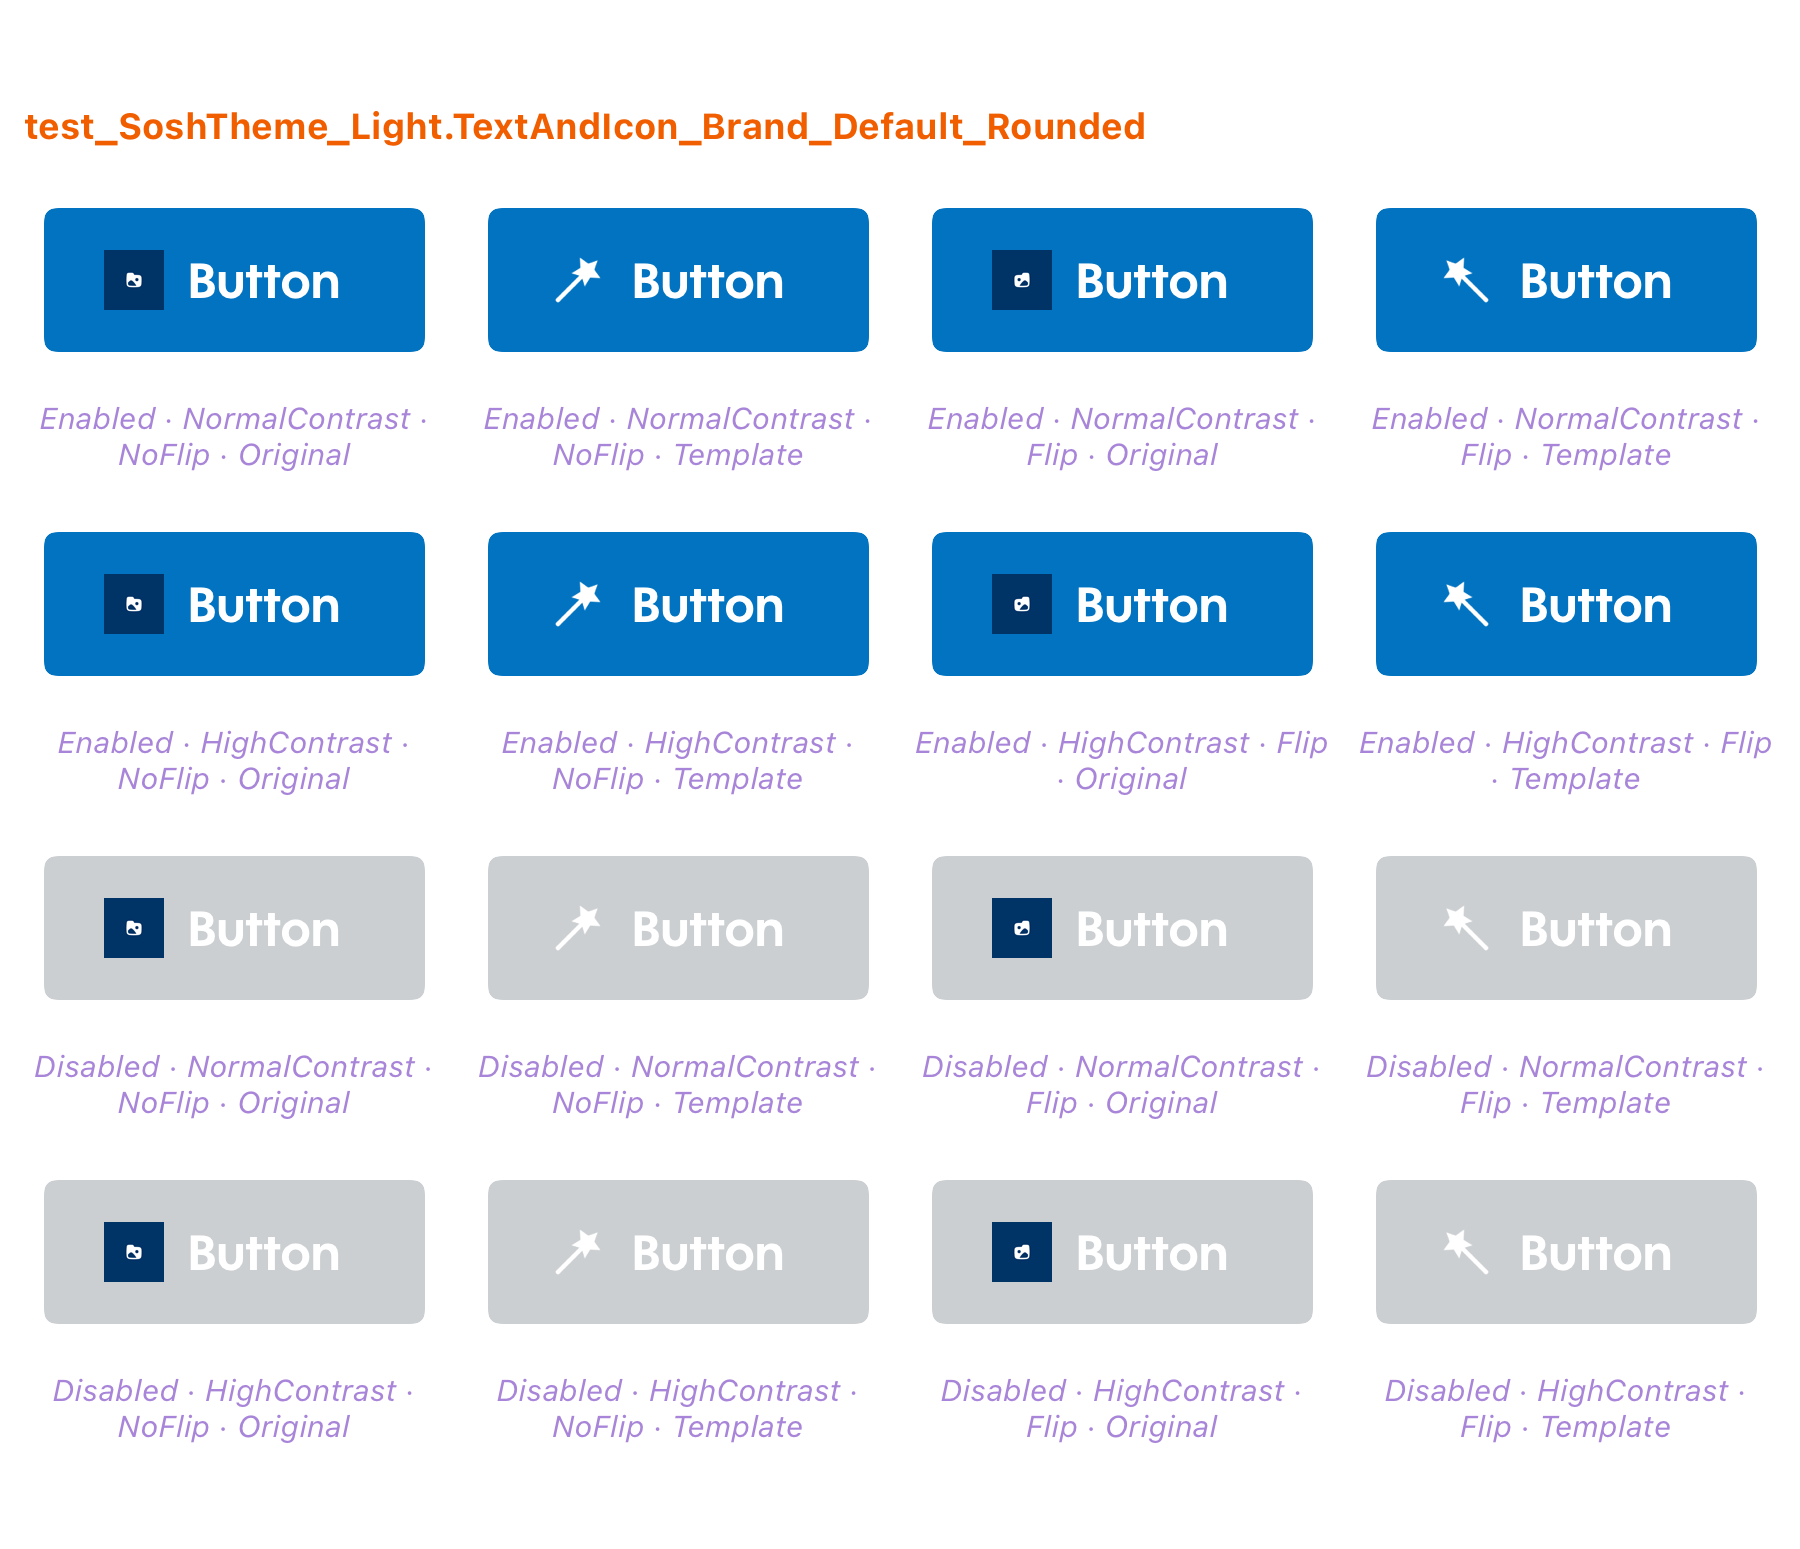 test_SoshTheme_Light.TextAndIcon_Brand_Default_Rounded
Button Button Button Button
Enabled · NormalContrast · Enabled · NormalContrast · Enabled · NormalContrast · Enabled · NormalContrast ·
NoFlip · Original NoFlip · Template Flip · Original Flip · Template
Button Button Button Button
Enabled · HighContrast · Enabled · HighContrast · Enabled · HighContrast · Flip Enabled · HighContrast · Flip
NoFlip · Original NoFlip · Template · Original · Template
Button Button Button Button
Disabled · NormalContrast · Disabled · NormalContrast · Disabled · NormalContrast · Disabled · NormalContrast ·
NoFlip · Original NoFlip · Template Flip · Original Flip · Template
Button Button Button Button
Disabled · HighContrast · Disabled · HighContrast · Disabled · HighContrast · Disabled · HighContrast ·
NoFlip · Original NoFlip · Template Flip · Original Flip · Template